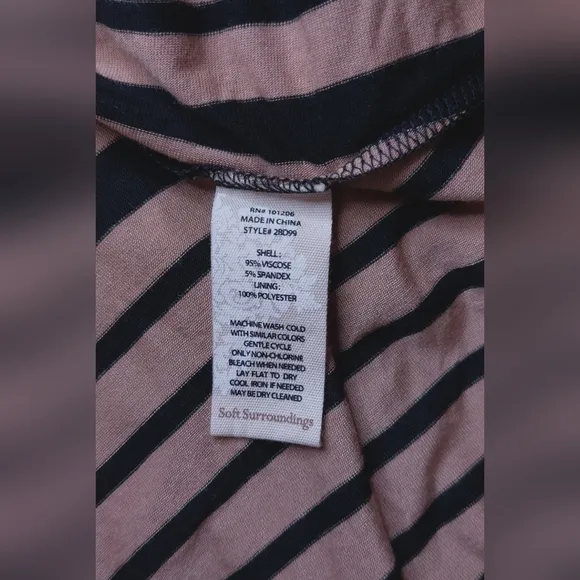 RN# 101206
MADE IN CHINA
STYLE# 2BD99
SHELL:
95% VISCOSE
5% SPANDEX
LINING:
100% POLYESTER
MACHINE WASH COLD
WITH SIMILAR COLORS
GENTLE CYCLE
ONLY NON-CHLORINE
BLEACH WHEN NEEDED
LAY FLAT TO DRY
COOL IRON IF NEEDED
MAY BE DRY CLEANED
Soft Surroundings